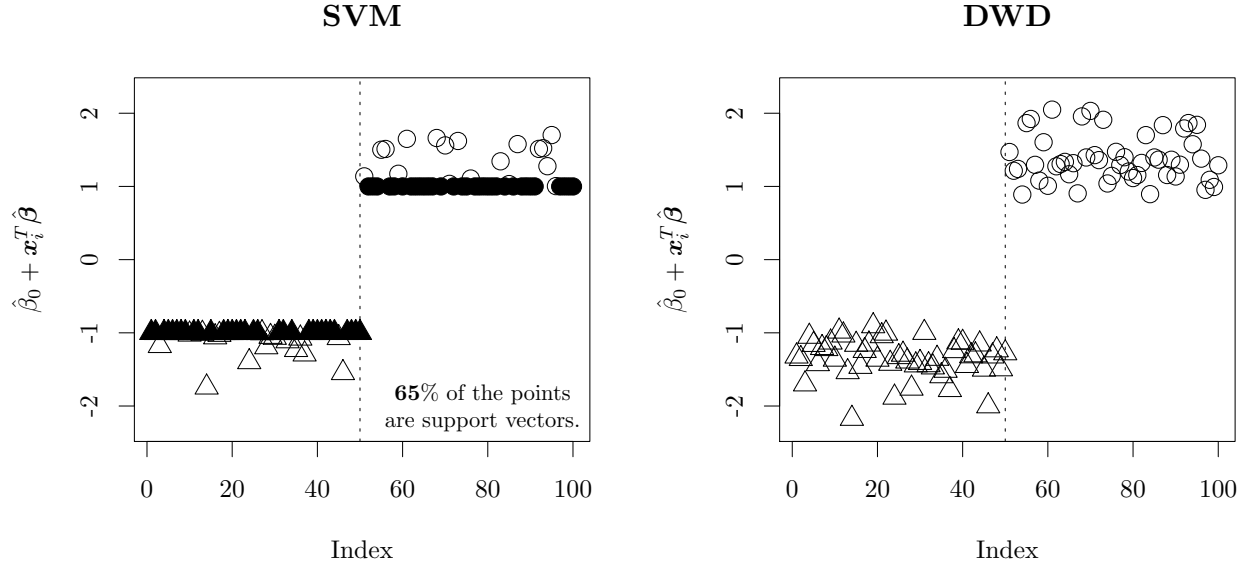 SVM
β̂₀ + xᵢᵀβ̂
2
1
0
-1
-2
65% of the points
are support vectors.
0 20 40 60 80 100
Index
DWD
β̂₀ + xᵢᵀβ̂
2
1
0
-1
-2
0 20 40 60 80 100
Index